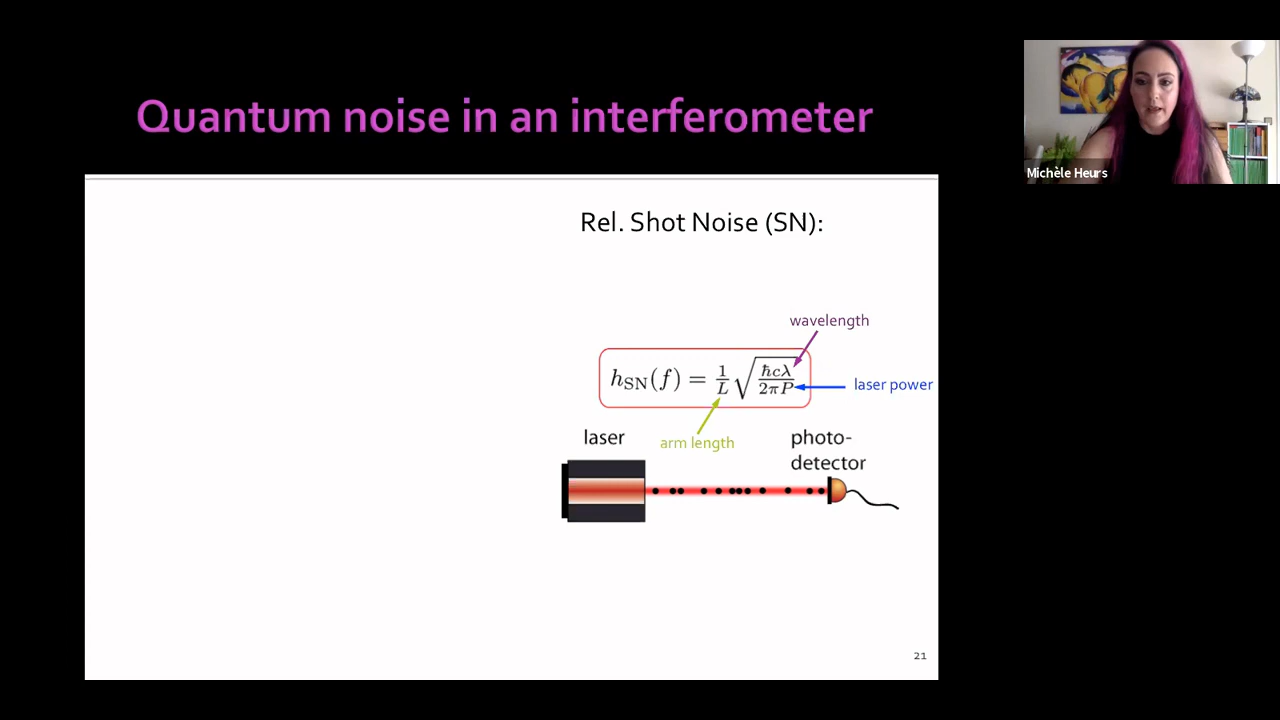 Quantum noise in an interferometer
Michèle Heurs
Rel. Shot Noise (SN):
wavelength
h_SN(f) = 1/L √(ħcλ/2πP)
laser power
arm length
laser
photo-
detector
21